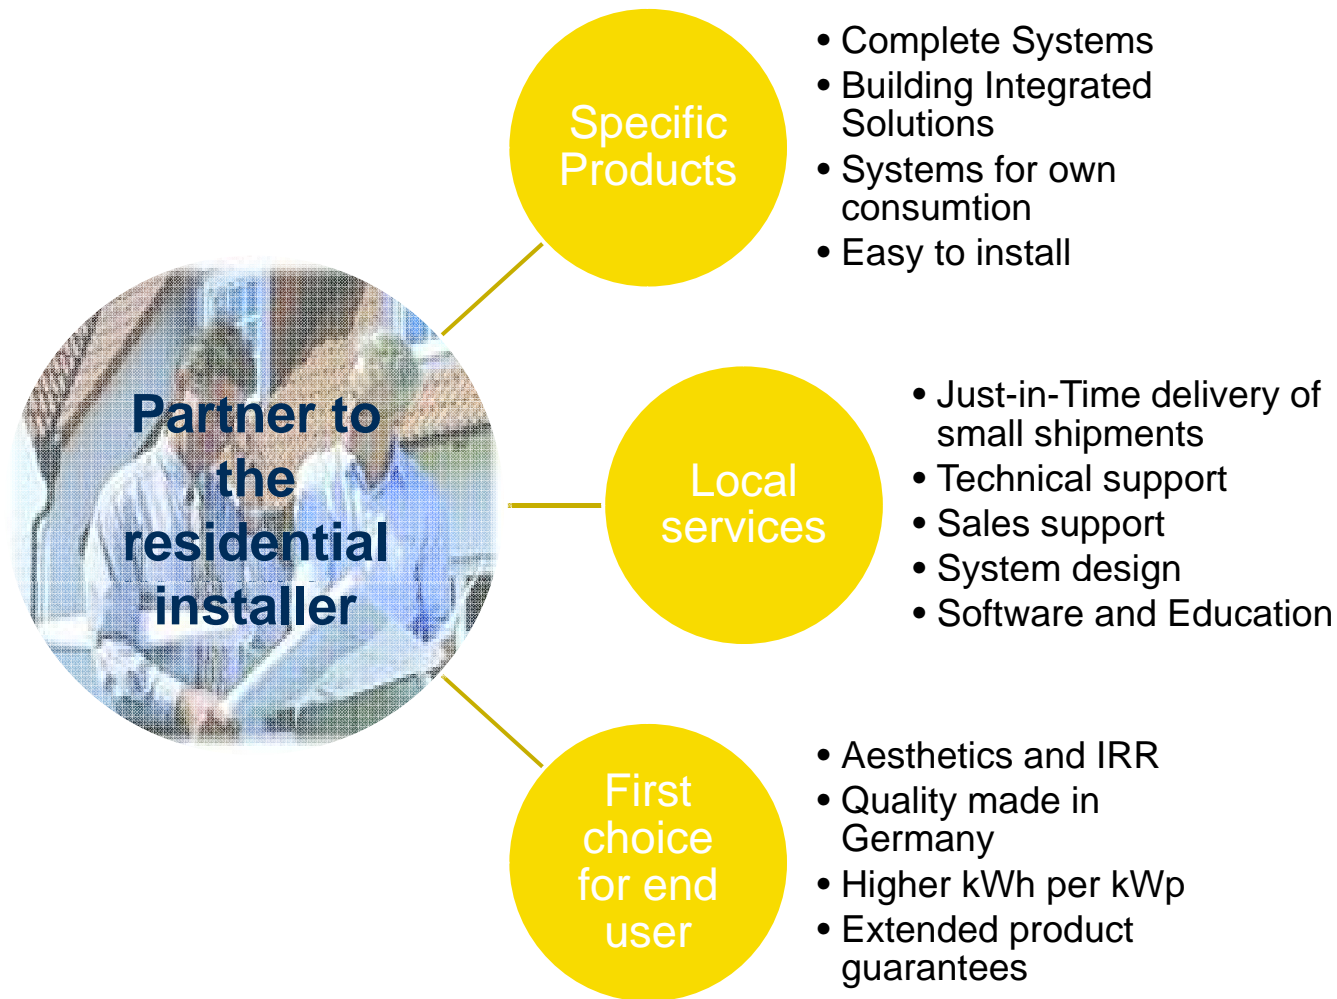 Partner to
the
residential
installer
Specific
Products
• Complete Systems
• Building Integrated
Solutions
• Systems for own
consumtion
• Easy to install
Local
services
• Just-in-Time delivery of
small shipments
• Technical support
• Sales support
• System design
• Software and Education
First
choice
for end
user
• Aesthetics and IRR
• Quality made in
Germany
• Higher kWh per kWp
• Extended product
guarantees